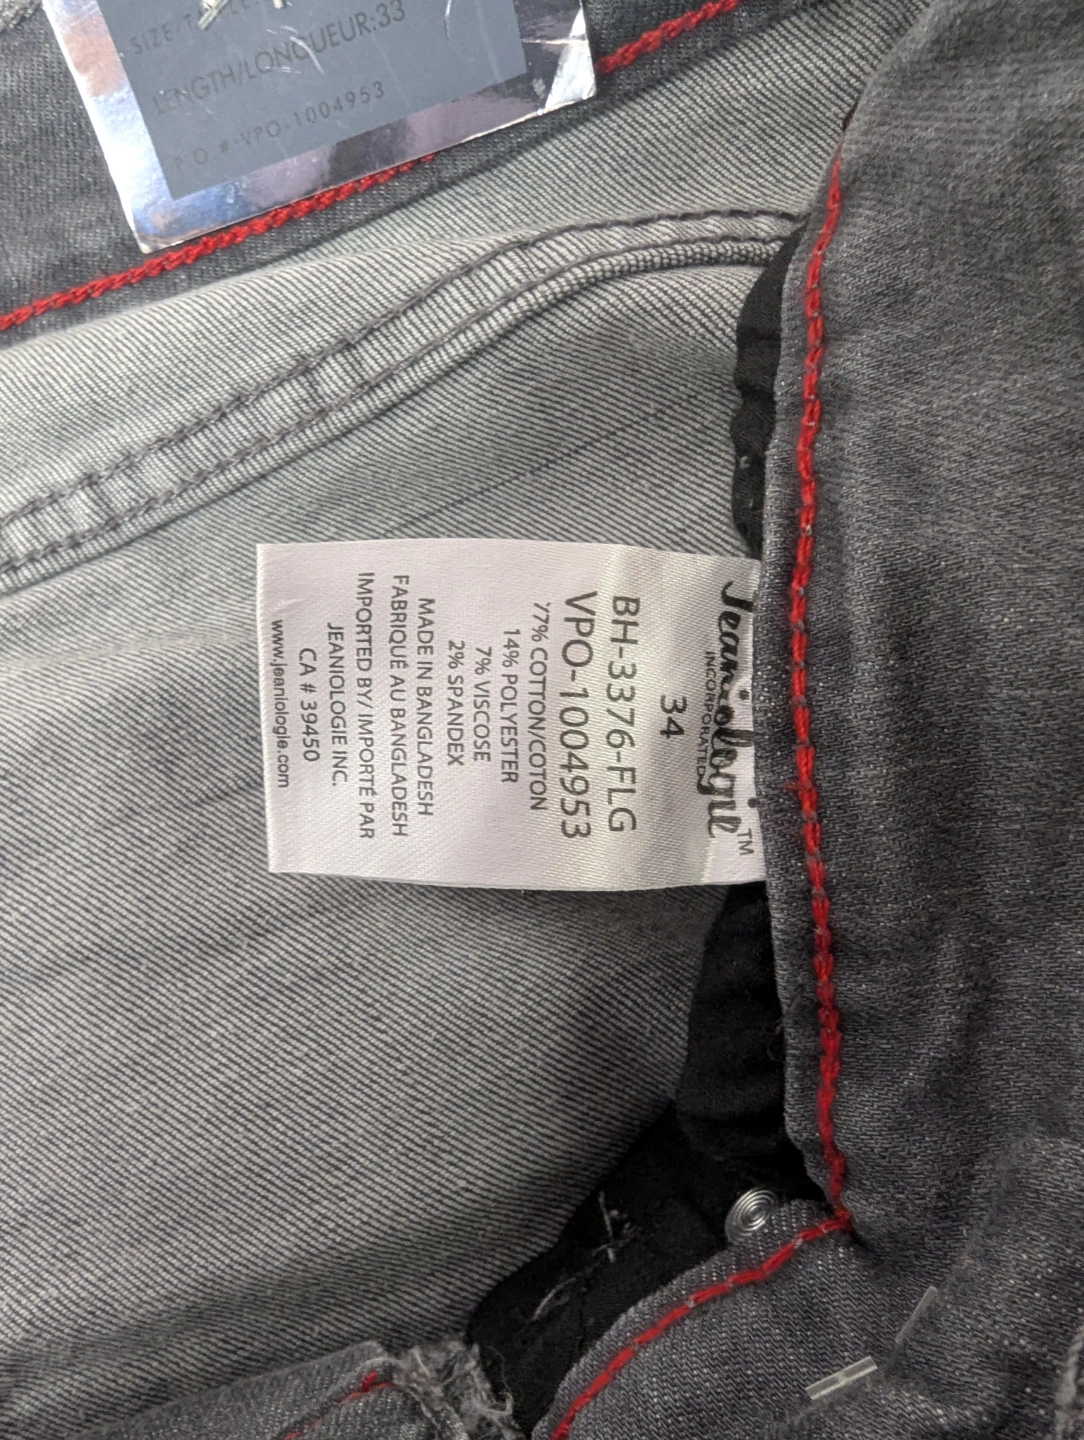 LENGTH/LONGUEUR:33
P.O.#:VPO-1004953
Jeaniologie™
INCORPORATED
34
BH-3376-FLG
VPO-1004953
77% COTTON/COTON
14% POLYESTER
7% VISCOSE
2% SPANDEX
MADE IN BANGLADESH
FABRIQUÉ AU BANGLADESH
IMPORTED BY/ IMPORTÉ PAR
JEANIOLOGIE INC.
CA # 39450
www.jeaniologie.com